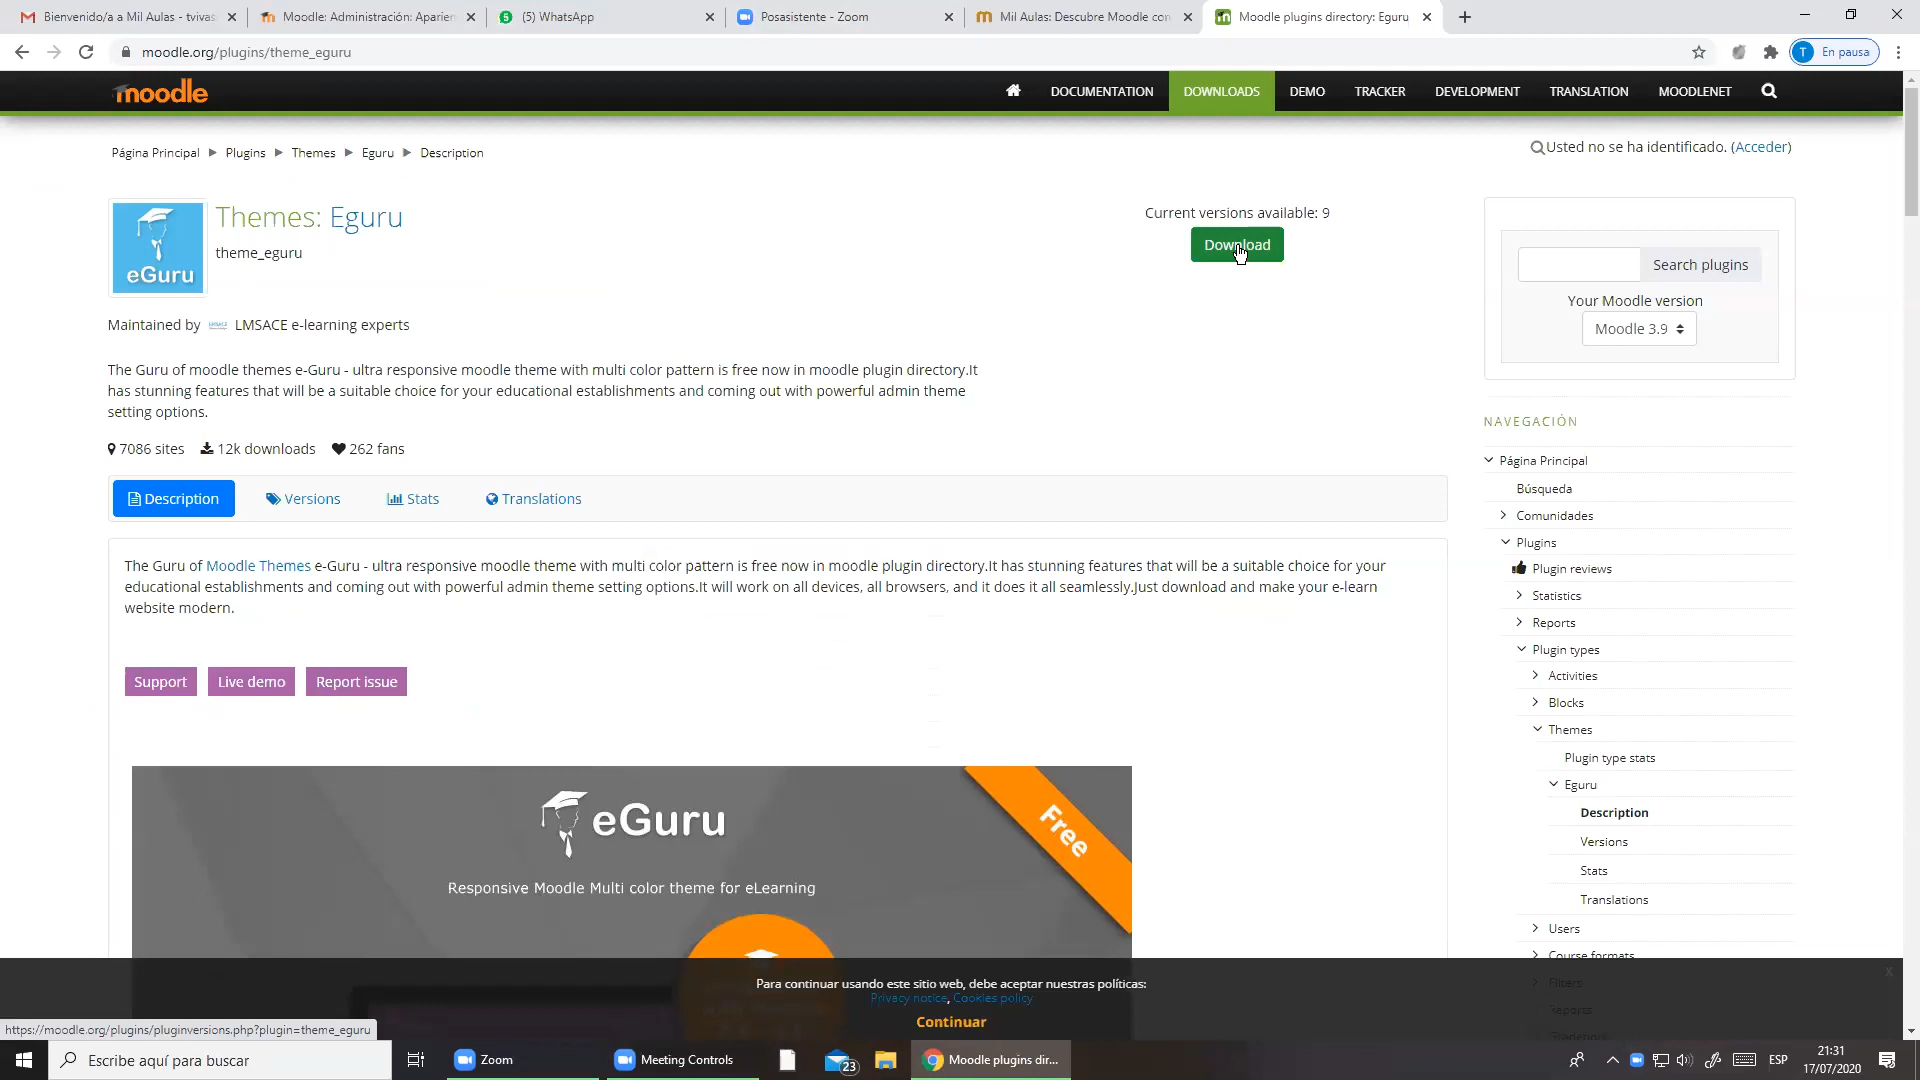 Bienvenido/a a Mil Aulas - tvivas
Moodle: Administración: Aparien
(5) WhatsApp
Posasistente - Zoom
Mil Aulas: Descubre Moodle con
Moodle plugins directory: Eguru
moodle.org/plugins/theme_eguru
T En pausa
moodle
DOCUMENTATION
DOWNLOADS
DEMO
TRACKER
DEVELOPMENT
TRANSLATION
MOODLENET
Página Principal ► Plugins ► Themes ► Eguru ► Description
Usted no se ha identificado. (Acceder)
eGuru
Themes: Eguru
theme_eguru
Current versions available: 9
Download
Search plugins
Your Moodle version
Moodle 3.9
Maintained by LMSACE e-learning experts
The Guru of moodle themes e-Guru - ultra responsive moodle theme with multi color pattern is free now in moodle plugin directory.It
has stunning features that will be a suitable choice for your educational establishments and coming out with powerful admin theme
setting options.
7086 sites
12k downloads
262 fans
Description
Versions
Stats
Translations
The Guru of Moodle Themes e-Guru - ultra responsive moodle theme with multi color pattern is free now in moodle plugin directory.It has stunning features that will be a suitable choice for your
educational establishments and coming out with powerful admin theme setting options.It will work on all devices, all browsers, and it does it all seamlessly.Just download and make your e-learn
website modern.
Support
Live demo
Report issue
eGuru
Free
Responsive Moodle Multi color theme for eLearning
NAVEGACIÓN
Página Principal
Búsqueda
Comunidades
Plugins
Plugin reviews
Statistics
Reports
Plugin types
Activities
Blocks
Themes
Plugin type stats
Eguru
Description
Versions
Stats
Translations
Users
Course formats
Filters
Reports
Para continuar usando este sitio web, debe aceptar nuestras políticas:
Privacy notice, Cookies policy
Continuar
x
https://moodle.org/plugins/pluginversions.php?plugin=theme_eguru
Escribe aquí para buscar
Zoom
Meeting Controls
23
Moodle plugins dir...
ESP
21:31
17/07/2020